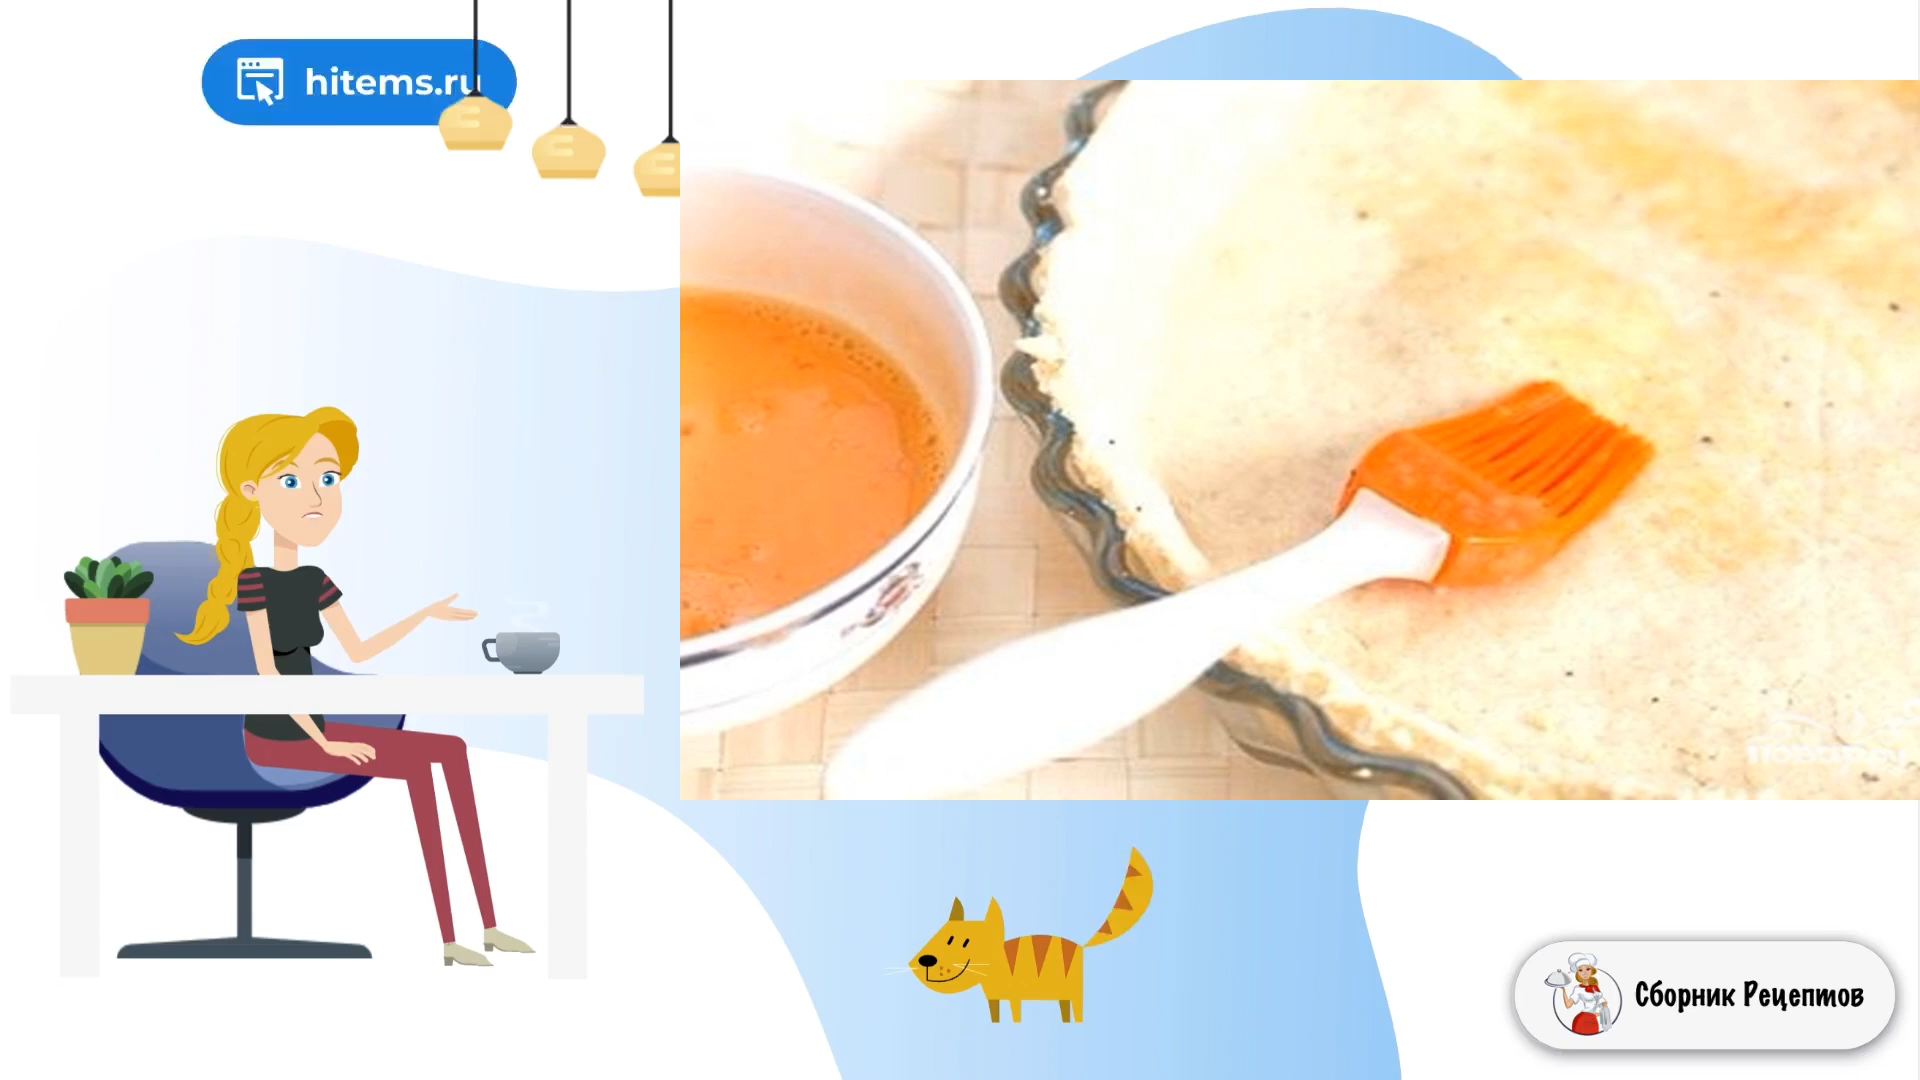 hitems.ru
Сборник Рецептов